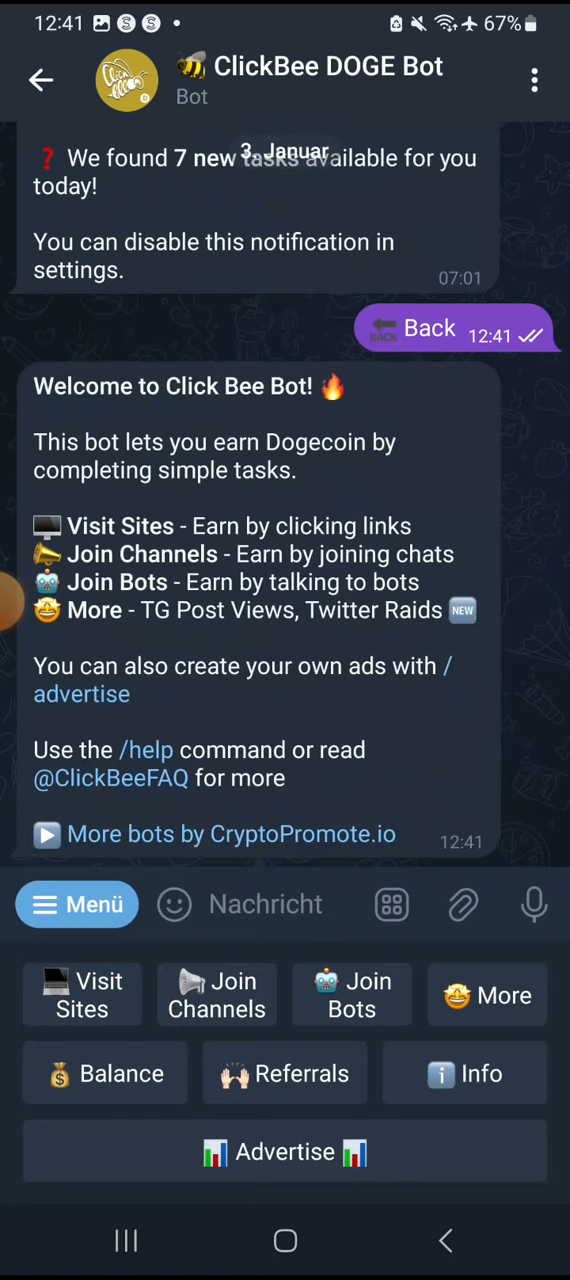 12:41
67%
ClickBee DOGE Bot
Bot
3. Januar
We found 7 new tasks available for you
today!
You can disable this notification in
settings.
07:01
BACK Back 12:41
Welcome to Click Bee Bot!
This bot lets you earn Dogecoin by
completing simple tasks.
Visit Sites - Earn by clicking links
Join Channels - Earn by joining chats
Join Bots - Earn by talking to bots
More - TG Post Views, Twitter Raids NEW
You can also create your own ads with /
advertise
Use the /help command or read
@ClickBeeFAQ for more
More bots by CryptoPromote.io
12:41
Menü
Nachricht
Visit
Sites
Join
Channels
Join
Bots
More
Balance
Referrals
Info
Advertise